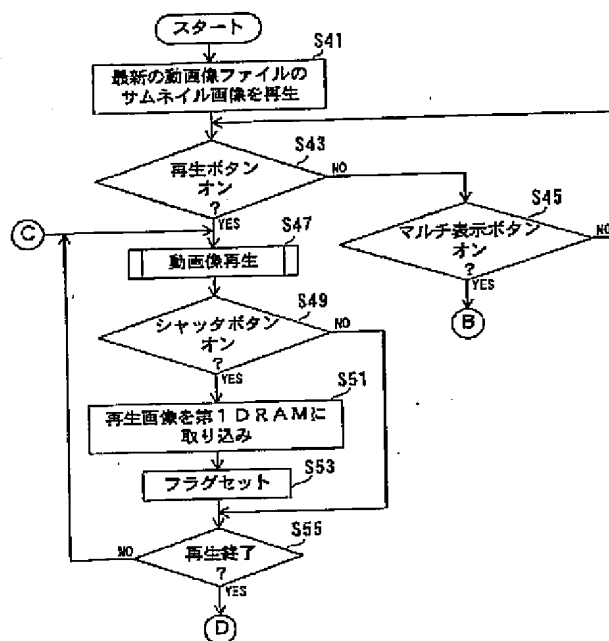 スタート
S41
最新の動画像ファイルの
サムネイル画像を再生
S43
再生ボタン
オン
?
NO
YES
S45
マルチ表示ボタン
オン
?
NO
YES
B
C
S47
動画像再生
S49
シャッタボタン
オン
?
NO
YES
S51
再生画像を第1DRAMに
取り込み
S53
フラグセット
S55
再生終了
?
NO
YES
D